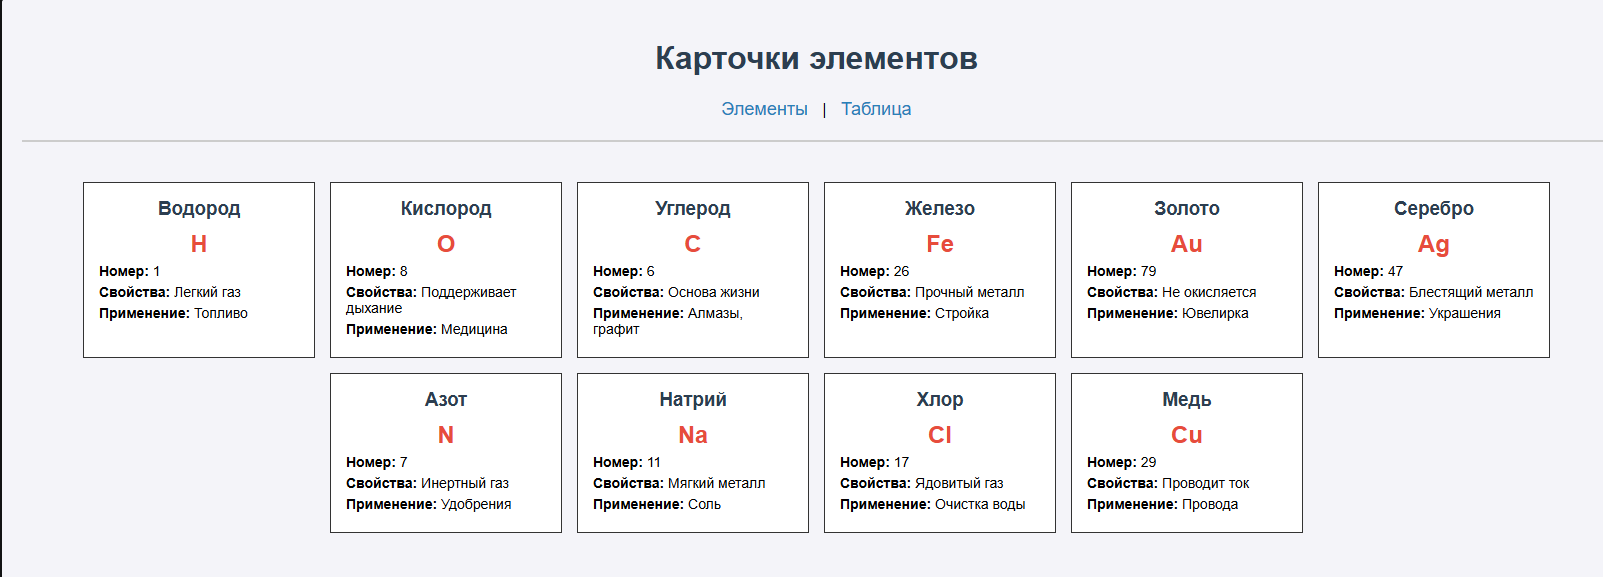 Карточки элементов
Элементы | Таблица
Водород
H
Номер: 1
Свойства: Легкий газ
Применение: Топливо
Кислород
O
Номер: 8
Свойства: Поддерживает
дыхание
Применение: Медицина
Углерод
C
Номер: 6
Свойства: Основа жизни
Применение: Алмазы,
графит
Железо
Fe
Номер: 26
Свойства: Прочный металл
Применение: Стройка
Золото
Au
Номер: 79
Свойства: Не окисляется
Применение: Ювелирка
Серебро
Ag
Номер: 47
Свойства: Блестящий металл
Применение: Украшения
Азот
N
Номер: 7
Свойства: Инертный газ
Применение: Удобрения
Натрий
Na
Номер: 11
Свойства: Мягкий металл
Применение: Соль
Хлор
Cl
Номер: 17
Свойства: Ядовитый газ
Применение: Очистка воды
Медь
Cu
Номер: 29
Свойства: Проводит ток
Применение: Провода